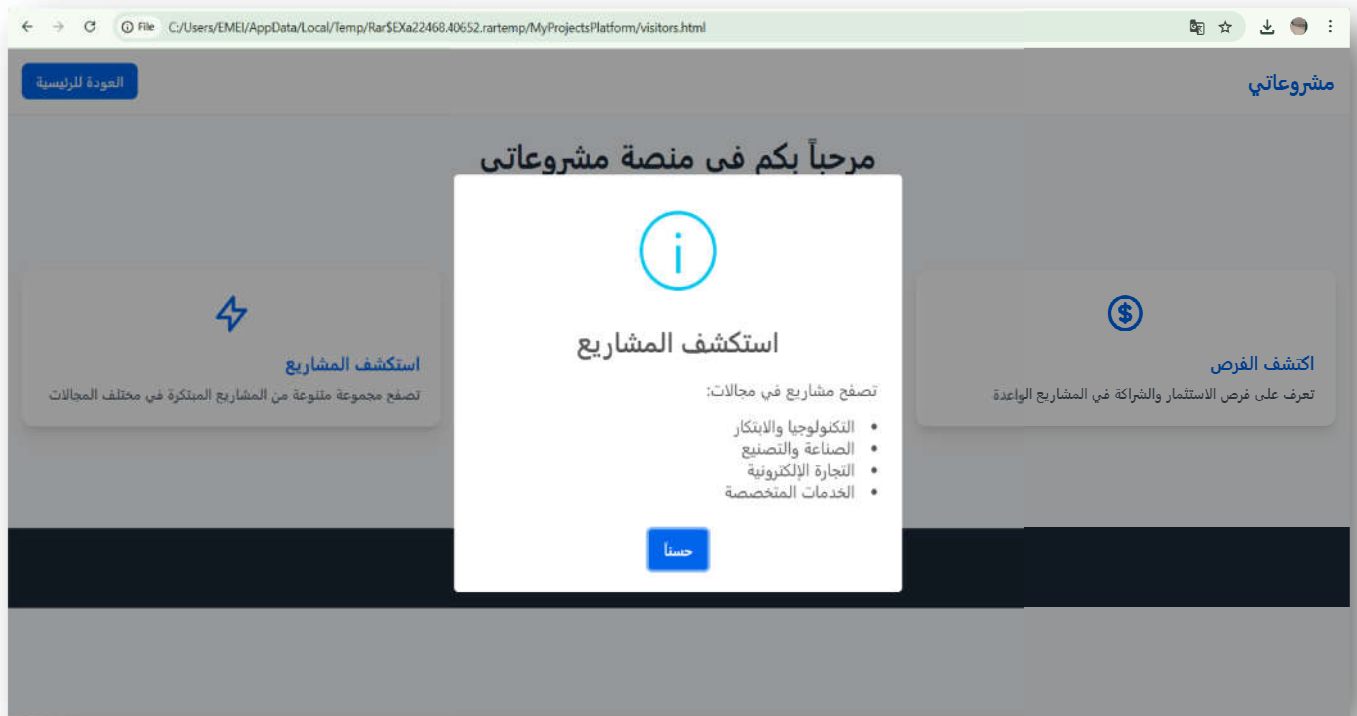 File C:/Users/EMEI/AppData/Local/Temp/Rar$EXa22468.40652.rartemp/MyProjectsPlatform/visitors.html
مشروعاتي
العودة للرئيسية
مرحباً بكم في منصة مشروعاتي
اكتشف الفرص
تعرف على فرص الاستثمار والشراكة في المشاريع الواعدة
استكشف المشاريع
تصفح مشاريع في مجالات:
• التكنولوجيا والابتكار
• الصناعة والتصنيع
• التجارة الإلكترونية
• الخدمات المتخصصة
حسناً
استكشف المشاريع
تصفح مجموعة متنوعة من المشاريع المبتكرة في مختلف المجالات